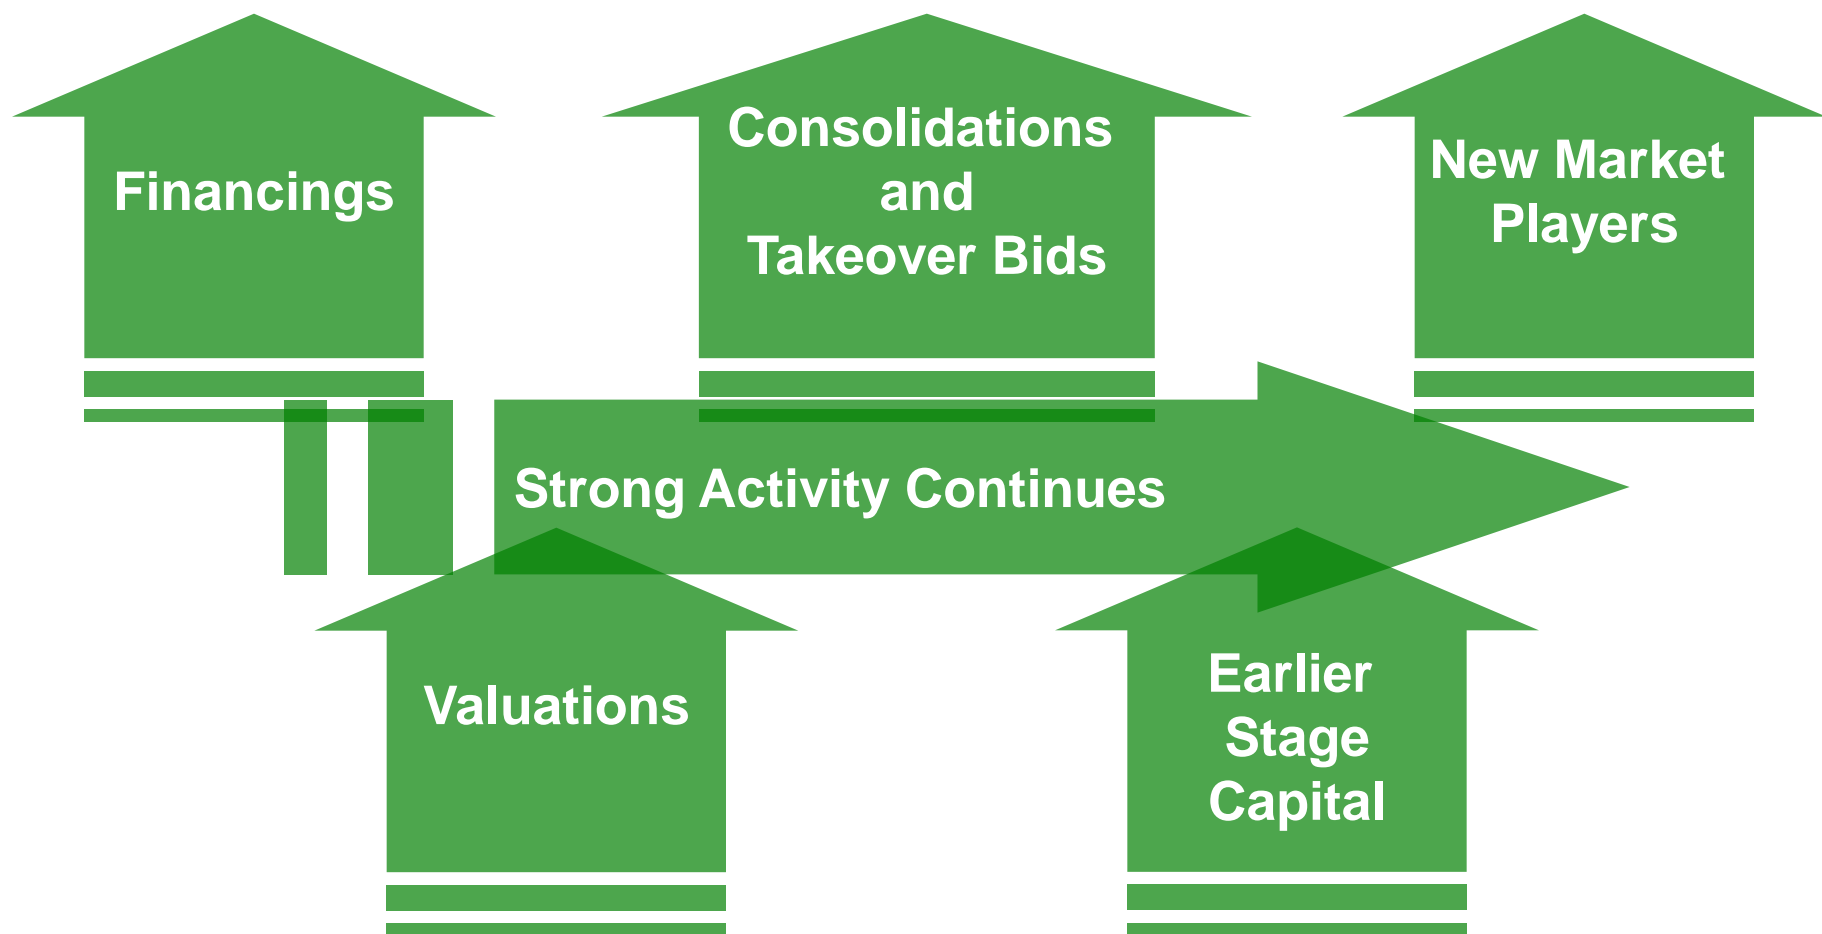 Financings
Consolidations
and
Takeover Bids
New Market
Players
Strong Activity Continues
Valuations
Earlier
Stage
Capital